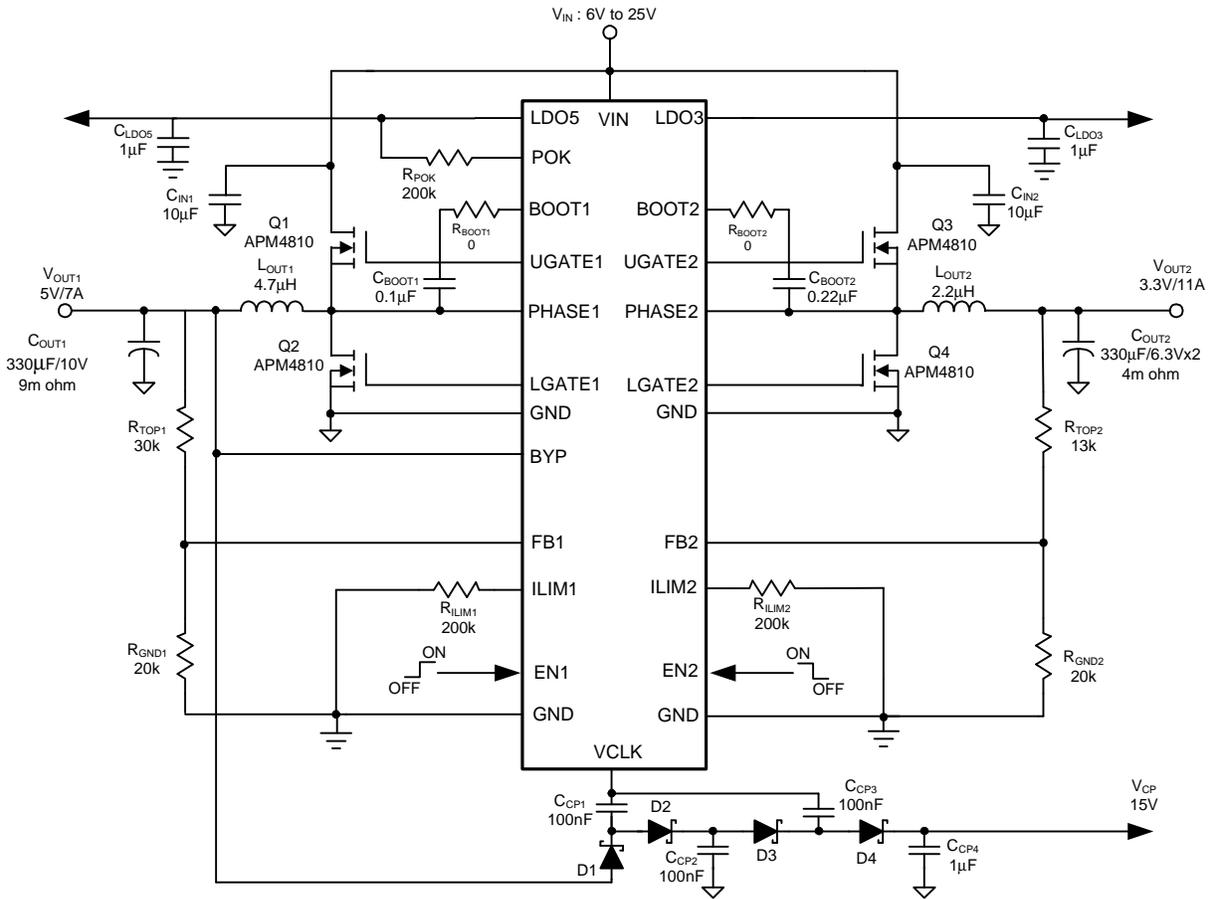 VIN : 6V to 25V
LDO5
VIN
LDO3
CLDO5
1μF
CLDO3
1μF
POK
RPOK
200k
CIN1
10μF
CIN2
10μF
BOOT1
BOOT2
RBOOT1
0
RBOOT2
0
Q1
APM4810
Q3
APM4810
UGATE1
UGATE2
CBOOT1
0.1μF
CBOOT2
0.22μF
VOUT1
5V/7A
LOUT1
4.7μH
LOUT2
2.2μH
VOUT2
3.3V/11A
PHASE1
PHASE2
COUT1
330μF/10V
9m ohm
Q2
APM4810
Q4
APM4810
COUT2
330μF/6.3Vx2
4m ohm
LGATE1
LGATE2
GND
GND
RTOP1
30k
RTOP2
13k
BYP
FB1
FB2
ILIM1
ILIM2
RILIM1
200k
RILIM2
200k
RGND1
20k
RGND2
20k
ON
OFF
EN1
EN2
ON
OFF
GND
GND
VCLK
CCP1
100nF
D2
CCP3
100nF
VCP
15V
D1
CCP2
100nF
D3
D4
CCP4
1μF